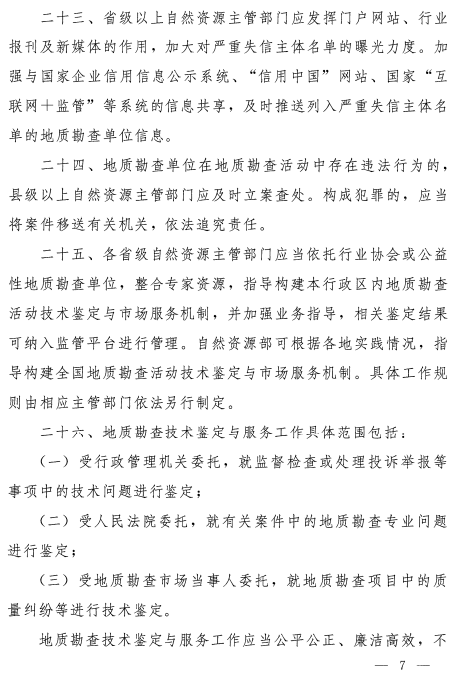 二十三、省级以上自然资源主管部门应发挥门户网站、行业
报刊及新媒体的作用，加大对严重失信主体名单的曝光力度。加
强与国家企业信用信息公示系统、“信用中国”网站、国家“互
联网＋监管”等系统的信息共享，及时推送列入严重失信主体名
单的地质勘查单位信息。
二十四、地质勘查单位在地质勘查活动中存在违法行为的，
县级以上自然资源主管部门应及时立案查处。构成犯罪的，应当
将案件移送有关机关，依法追究责任。
二十五、各省级自然资源主管部门应当依托行业协会或公益
性地质勘查单位，整合专家资源，指导构建本行政区内地质勘查
活动技术鉴定与市场服务机制，并加强业务指导，相关鉴定结果
可纳入监管平台进行管理。自然资源部可根据各地实践情况，指
导构建全国地质勘查活动技术鉴定与市场服务机制。具体工作规
则由相应主管部门依法另行制定。
二十六、地质勘查技术鉴定与服务工作具体范围包括：
（一）受行政管理机关委托，就监督检查或处理投诉举报等
事项中的技术问题进行鉴定；
（二）受人民法院委托，就有关案件中的地质勘查专业问题
进行鉴定；
（三）受地质勘查市场当事人委托，就地质勘查项目中的质
量纠纷等进行技术鉴定。
地质勘查技术鉴定与服务工作应当公平公正、廉洁高效，不
— 7 —